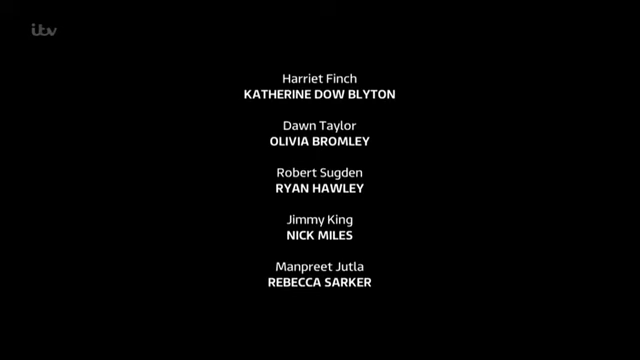 itv
Harriet Finch
KATHERINE DOW BLYTON
Dawn Taylor
OLIVIA BROMLEY
Robert Sugden
RYAN HAWLEY
Jimmy King
NICK MILES
Manpreet Jutla
REBECCA SARKER